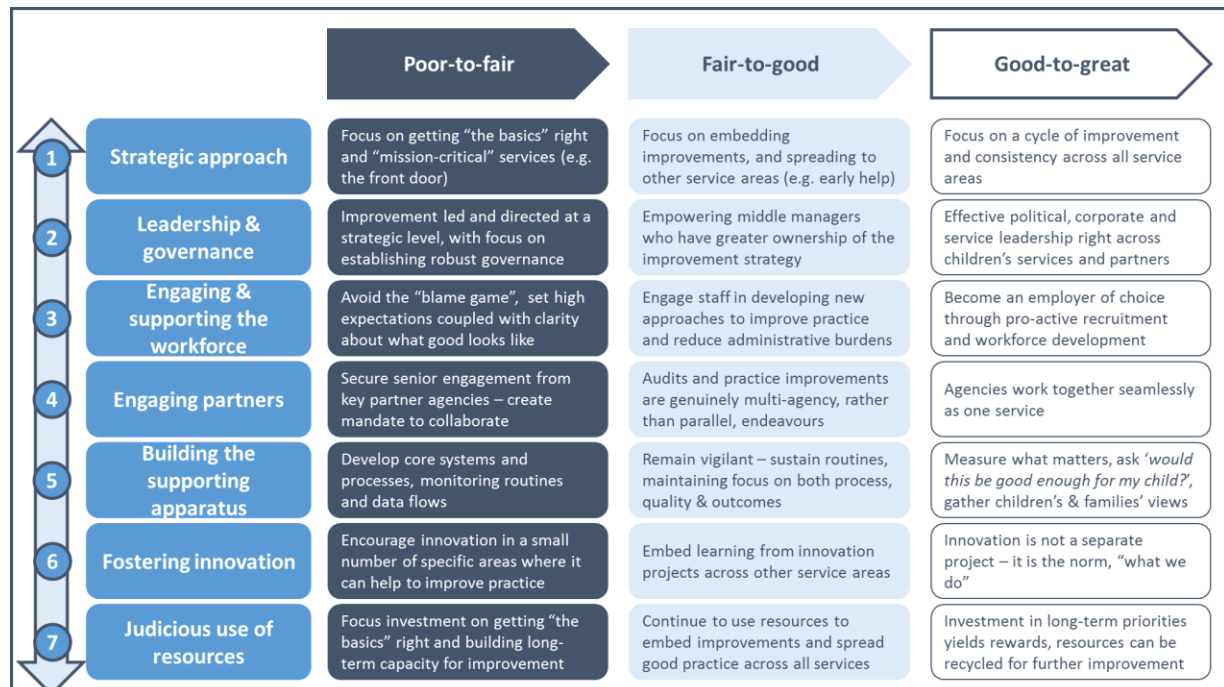 Poor-to-fair
Fair-to-good
Good-to-great
1
Strategic approach
Focus on getting “the basics” right
and “mission-critical” services (e.g.
the front door)
Focus on embedding
improvements, and spreading to
other service areas (e.g. early help)
Focus on a cycle of improvement
and consistency across all service
areas
2
Leadership &
governance
Improvement led and directed at a
strategic level, with focus on
establishing robust governance
Empowering middle managers
who have greater ownership of the
improvement strategy
Effective political, corporate and
service leadership right across
children’s services and partners
3
Engaging &
supporting the
workforce
Avoid the “blame game”, set high
expectations coupled with clarity
about what good looks like
Engage staff in developing new
approaches to improve practice
and reduce administrative burdens
Become an employer of choice
through pro-active recruitment
and workforce development
4
Engaging partners
Secure senior engagement from
key partner agencies – create
mandate to collaborate
Audits and practice improvements
are genuinely multi-agency, rather
than parallel, endeavours
Agencies work together seamlessly
as one service
5
Building the
supporting
apparatus
Develop core systems and
processes, monitoring routines
and data flows
Remain vigilant – sustain routines,
maintaining focus on both process,
quality & outcomes
Measure what matters, ask ‘would
this be good enough for my child?’,
gather children’s & families’ views
6
Fostering innovation
Encourage innovation in a small
number of specific areas where it
can help to improve practice
Embed learning from innovation
projects across other service areas
Innovation is not a separate
project – it is the norm, “what we
do”
7
Judicious use of
resources
Focus investment on getting “the
basics” right and building long-
term capacity for improvement
Continue to use resources to
embed improvements and spread
good practice across all services
Investment in long-term priorities
yields rewards, resources can be
recycled for further improvement